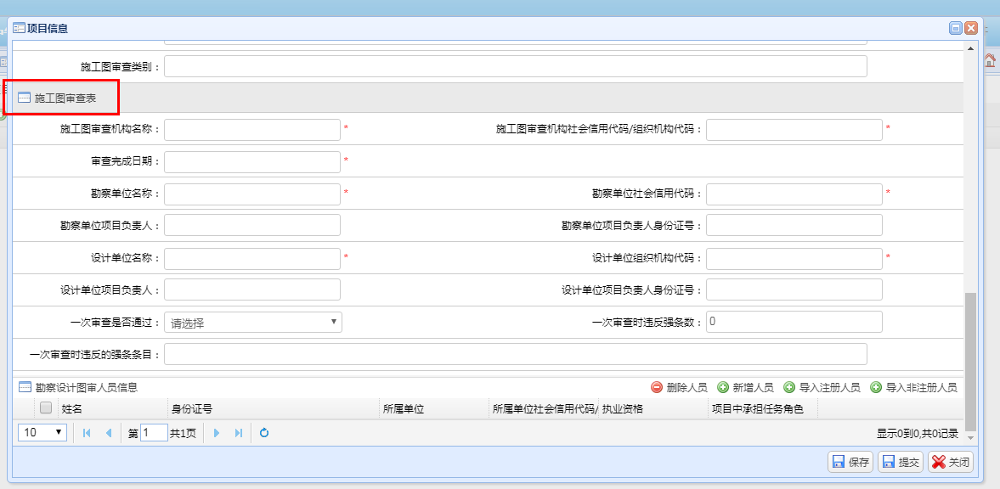 项目信息
施工图审查类别：
施工图审查表
施工图审查机构名称： * 施工图审查机构社会信用代码/组织机构代码： *
审查完成日期： *
勘察单位名称： * 勘察单位社会信用代码： *
勘察单位项目负责人： 勘察单位项目负责人身份证号：
设计单位名称： * 设计单位组织机构代码： *
设计单位项目负责人： 设计单位项目负责人身份证号：
一次审查是否通过： 请选择 一次审查时违反强条数： 0
一次审查时违反的强条条目：
勘察设计图审人员信息 删除人员 新增人员 导入注册人员 导入非注册人员
姓名 身份证号 所属单位 所属单位社会信用代码/ 执业资格 项目中承担任务角色
10 第 1 共1页 显示0到0,共0记录
保存 提交 关闭